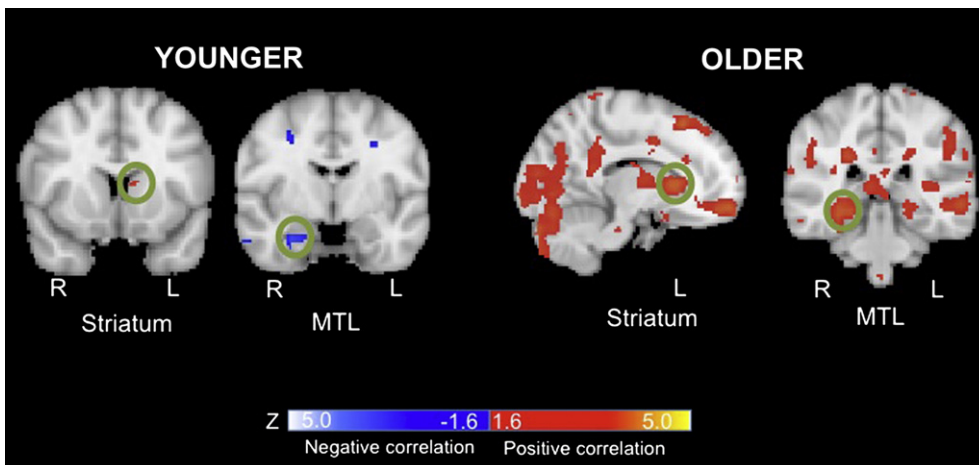 YOUNGER
OLDER
R L
Striatum
R L
MTL
L
Striatum
R L
MTL
Z 5.0 -1.6 1.6 5.0
Negative correlation Positive correlation